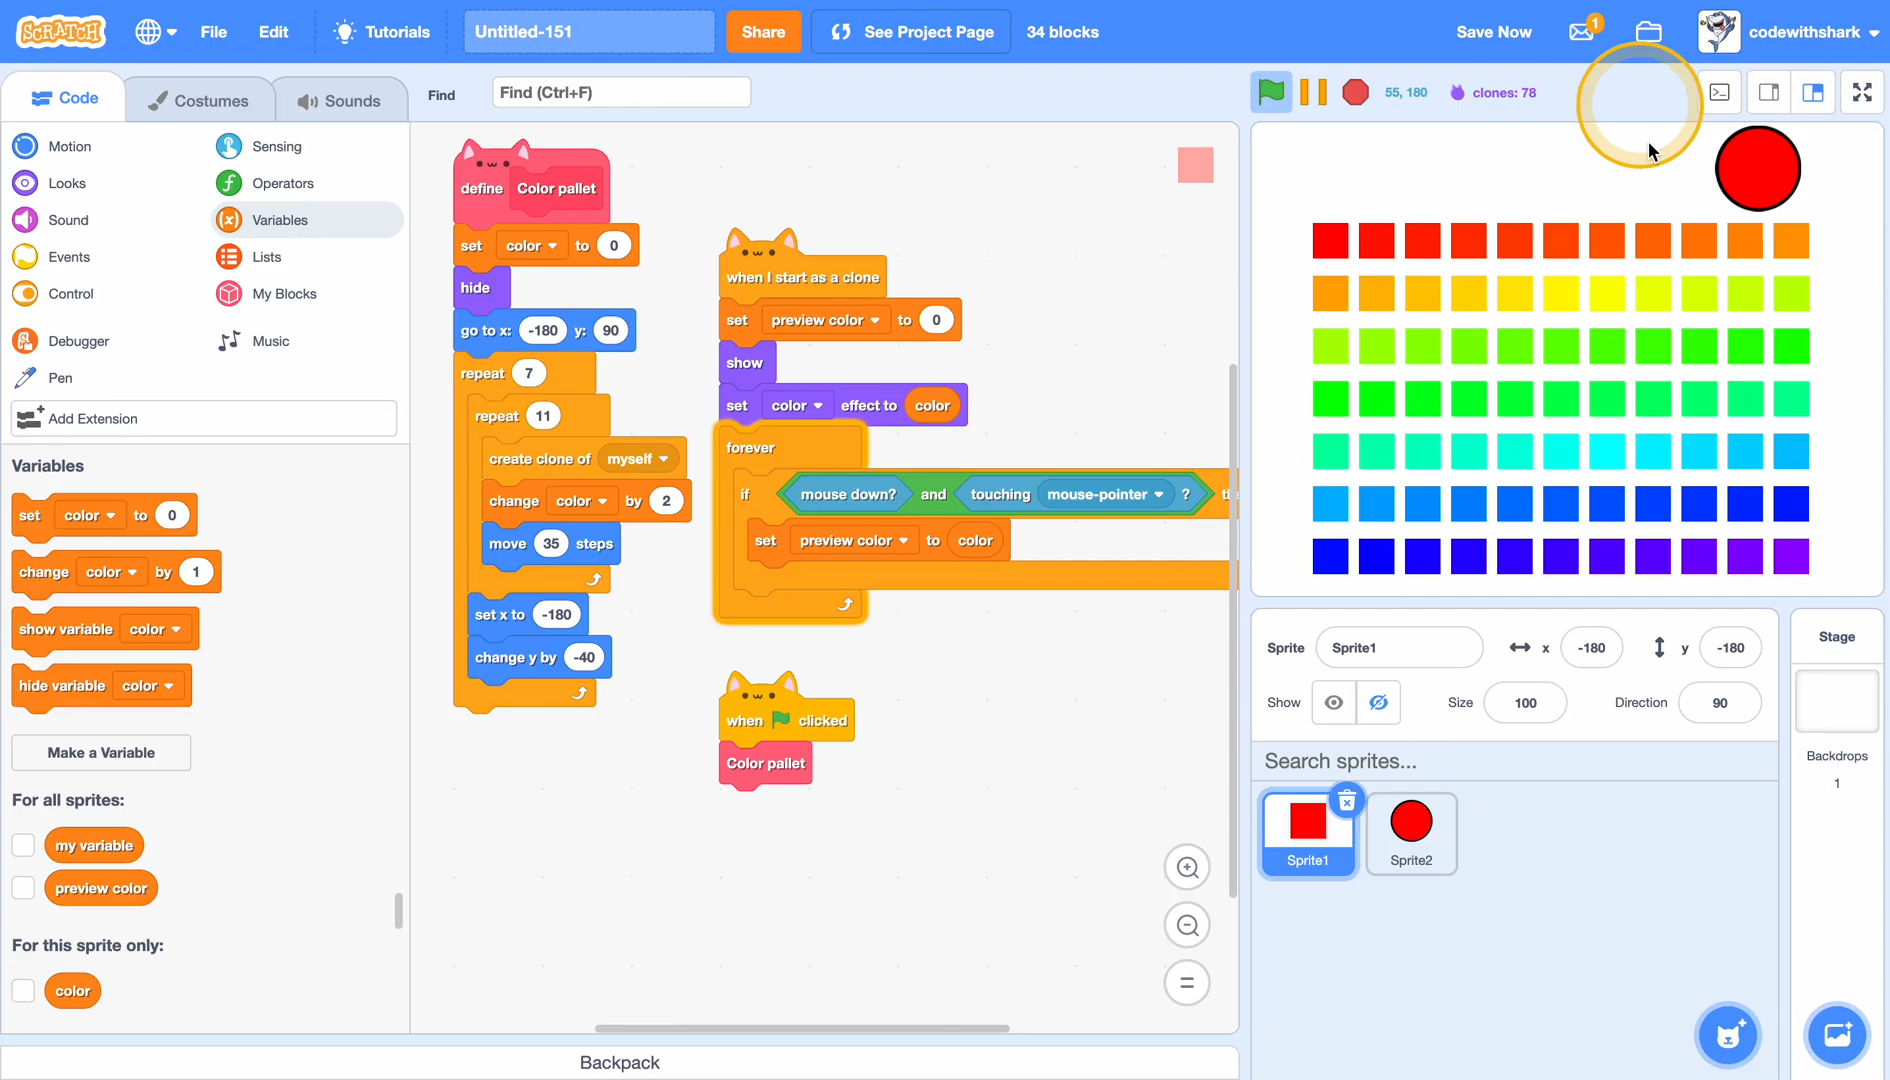 SCRATCH File Edit Tutorials Untitled-151 Share See Project Page 34 blocks Save Now 1 codewithshark
Code Costumes Sounds Find Find (Ctrl+F) 55, 180 clones: 78
Motion Sensing
Looks Operators
Sound Variables
Events Lists
Control My Blocks
Debugger Music
Pen
Add Extension
Variables
set color to 0
change color by 1
show variable color
hide variable color
Make a Variable
For all sprites:
my variable
preview color
For this sprite only:
color
define Color pallet
set color to 0
hide
go to x: -180 y: 90
repeat 7
repeat 11
create clone of myself
change color by 2
move 35 steps
set x to -180
change y by -40
when I start as a clone
set preview color to 0
show
set color effect to color
forever
if mouse down? and touching mouse-pointer ? th
set preview color to color
when clicked
Color pallet
Backpack
Sprite Sprite1 x -180 y -180
Show Size 100 Direction 90
Search sprites...
Sprite1 Sprite2
Stage
Backdrops
1